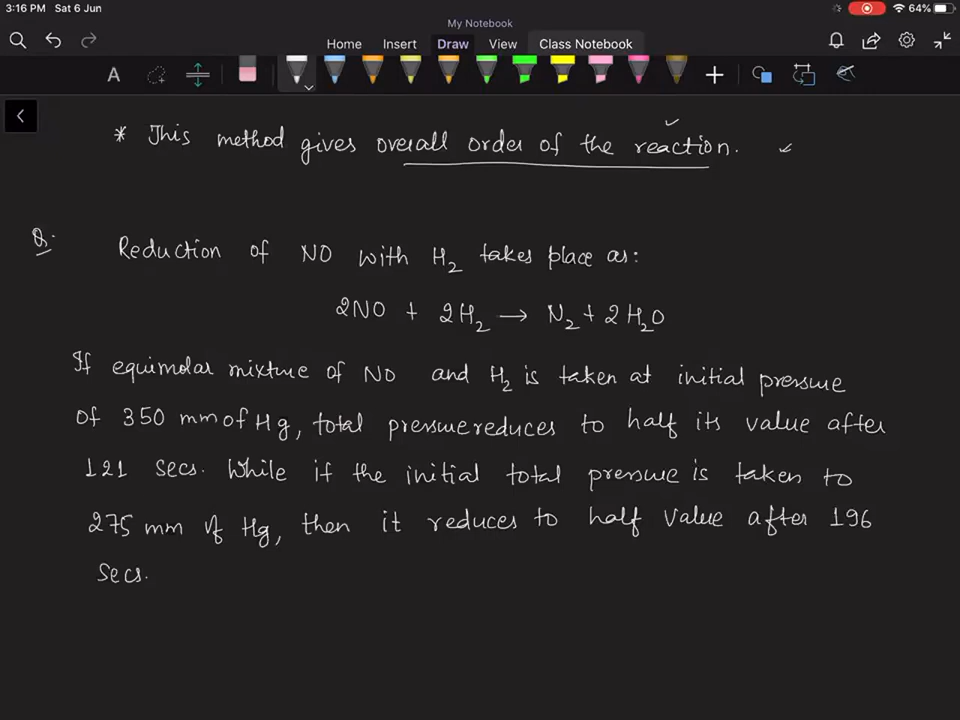 3:16 PM Sat 6 Jun
64%
My Notebook
Home Insert Draw View Class Notebook
A
* This method gives overall order of the reaction.
Q.
Reduction of NO with H₂ takes place as:
2NO + 2H₂ → N₂ + 2H₂O
If equimolar mixture of NO and H₂ is taken at initial pressure
of 350 mm of Hg, total pressure reduces to half its value after
121 secs. While if the initial total pressure is taken to
275 mm of Hg, then it reduces to half value after 196
secs.